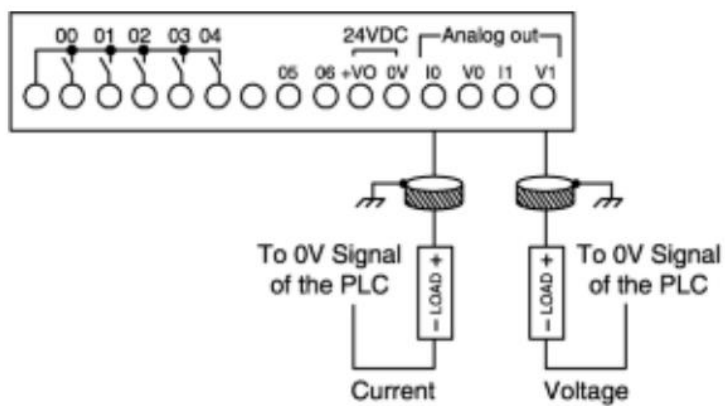 00 01 02 03 04 24VDC Analog out
05 06 +VO 0V I0 V0 I1 V1
To 0V Signal
of the PLC
− LOAD +
− LOAD +
To 0V Signal
of the PLC
Current
Voltage